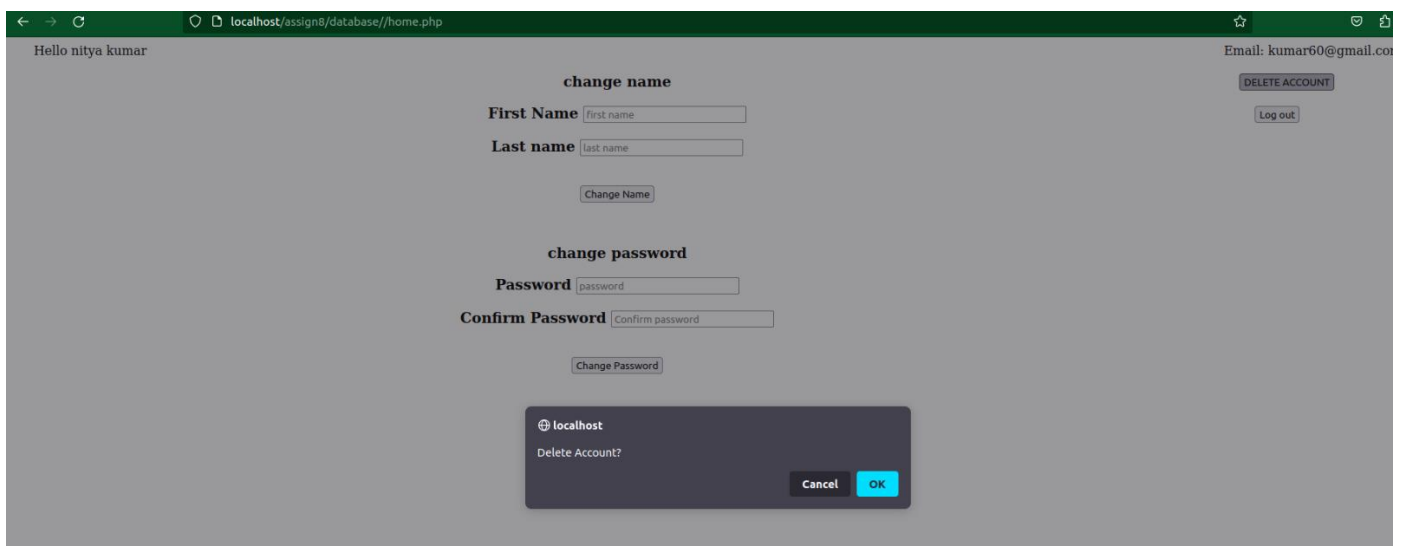 localhost/assign8/database//home.php
Hello nitya kumar
Email: kumar60@gmail.com
change name
DELETE ACCOUNT
First Name first name
Log out
Last name last name
Change Name
change password
Password password
Confirm Password Confirm password
Change Password
localhost
Delete Account?
Cancel OK